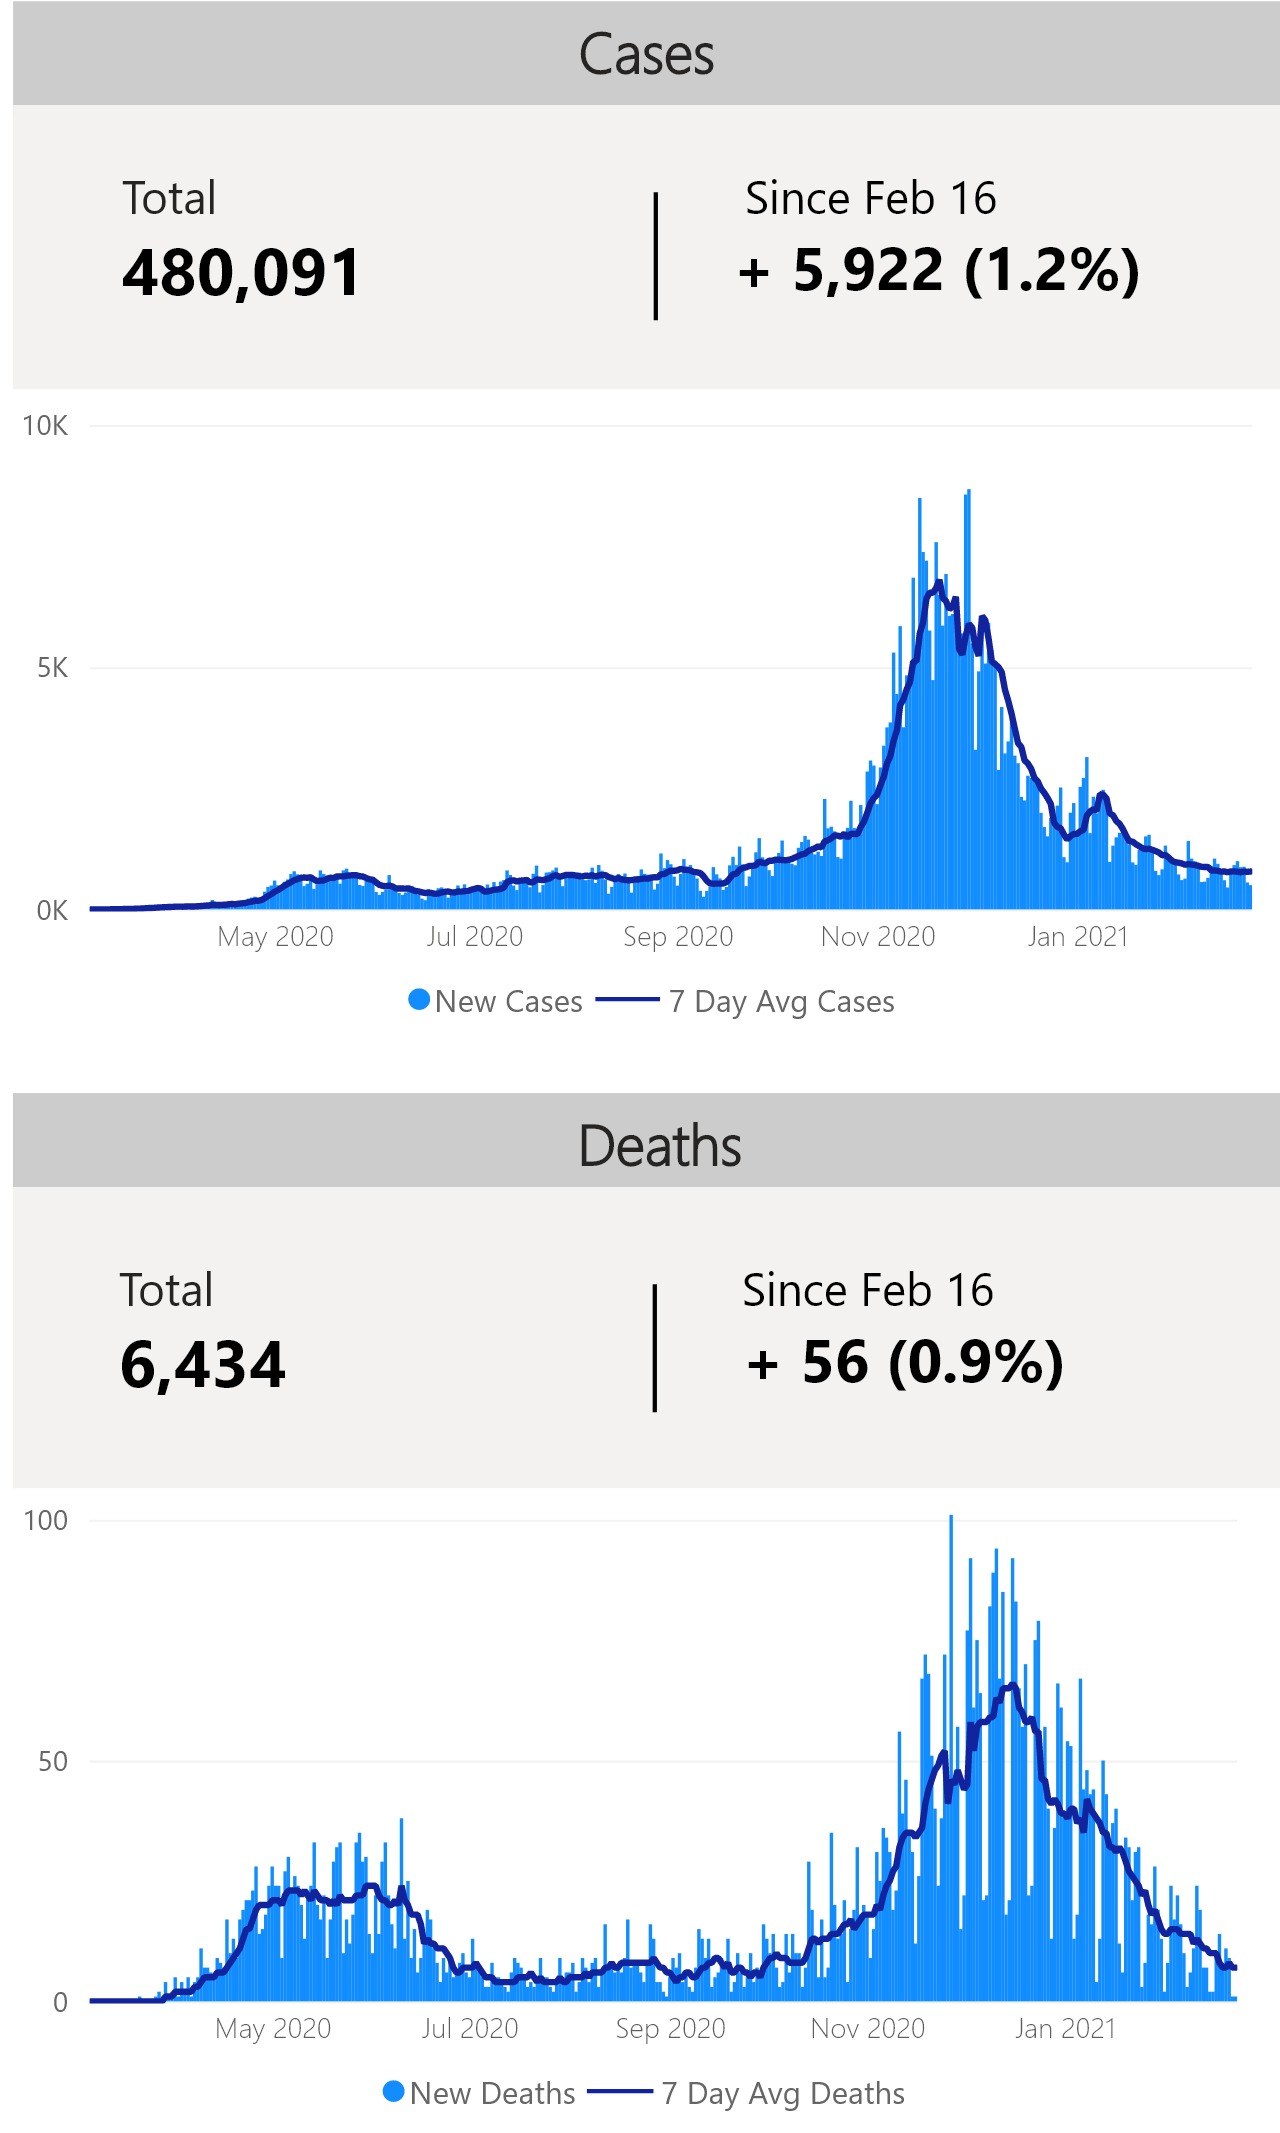 Cases
Total
Since Feb 16
480,091
+ 5,922 (1.2%)
10K
5K
0K
May 2020
Jul 2020
Sep 2020
Nov 2020
Jan 2021
New Cases
7 Day Avg Cases
Deaths
Total
Since Feb 16
6,434
+ 56 (0.9%)
100
50
0
May 2020
Jul 2020
Sep 2020
Nov 2020
Jan 2021
New Deaths
7 Day Avg Deaths